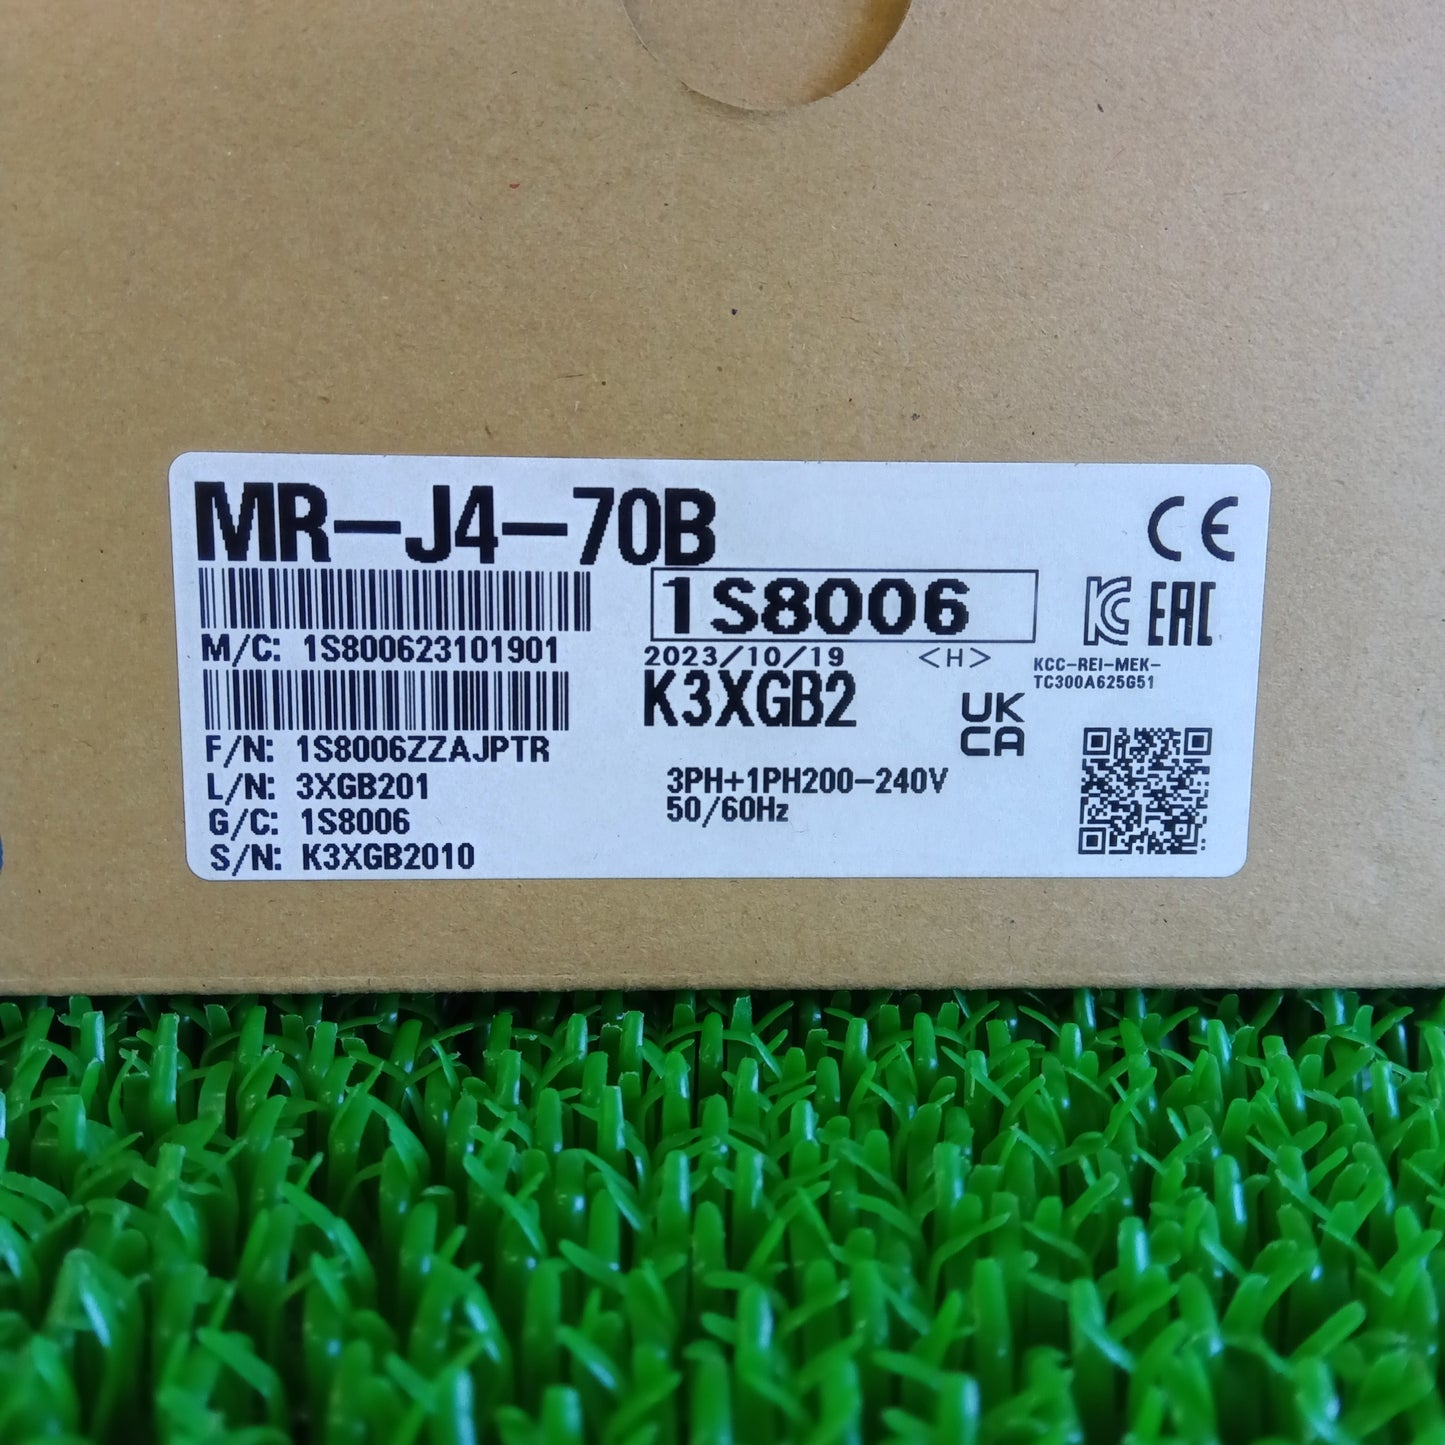 MR-J4-70B
1S8006
M/C: 1S800623101901
2023/10/19 <H>
K3XGB2
F/N: 1S8006ZZAJPTR
L/N: 3XGB201
G/C: 1S8006
S/N: K3XGB2010
3PH+1PH200-240V
50/60Hz
CE
KC EAC
KCC-REI-MEK-
TC300A625G51
UK
CA